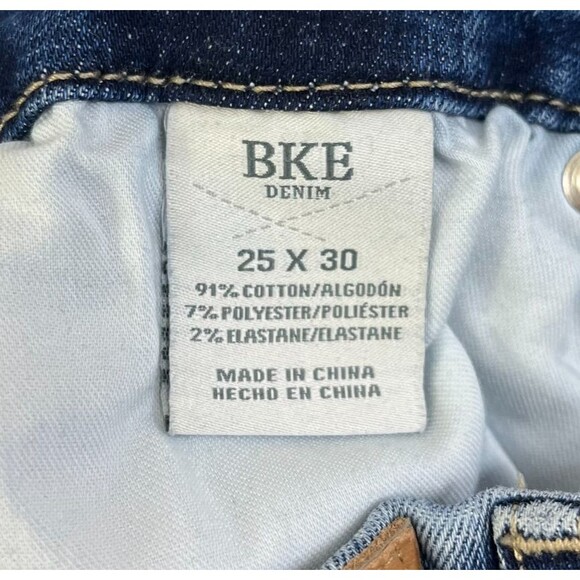 BKE
DENIM
25 X 30
91% COTTON/ALGODÓN
7% POLYESTER/POLIÉSTER
2% ELASTANE/ELASTANE
MADE IN CHINA
HECHO EN CHINA